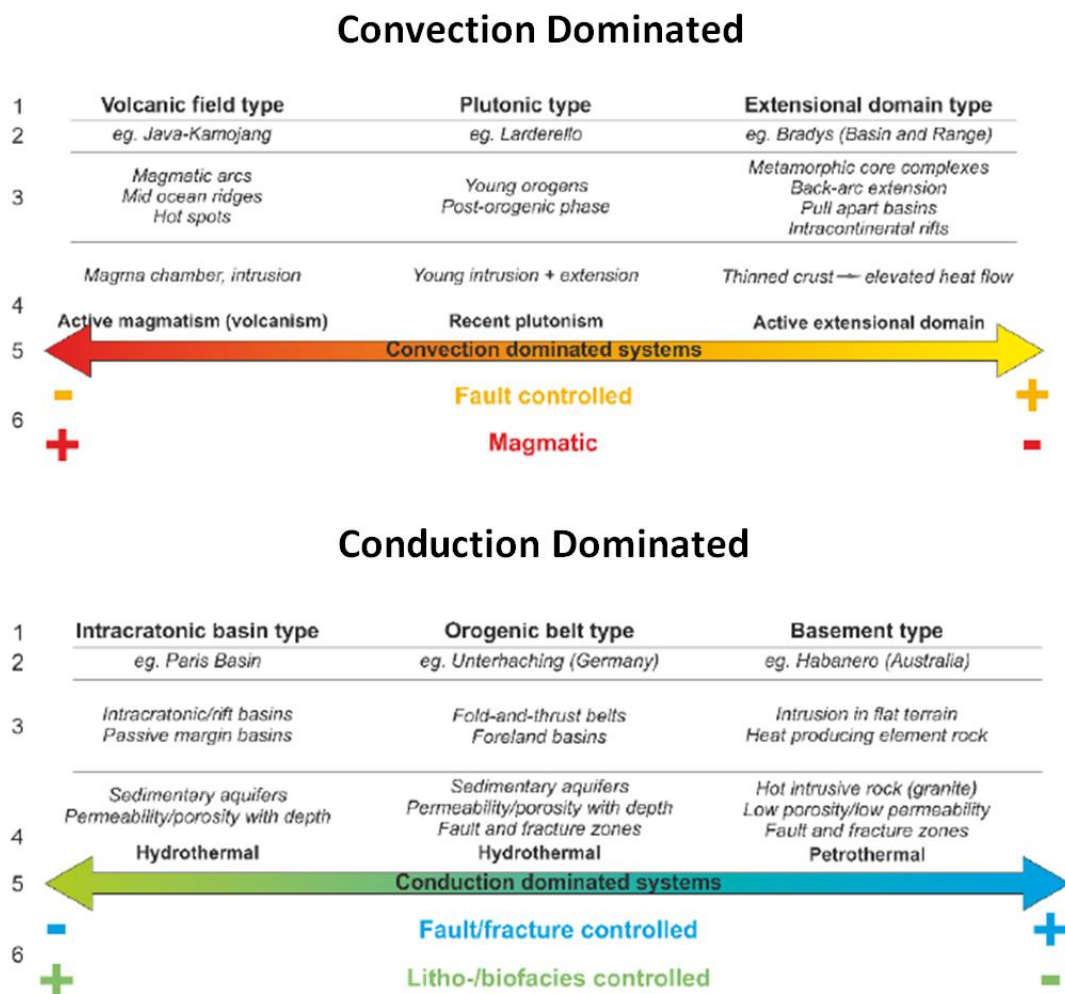 Convection Dominated
1 Volcanic field type Plutonic type Extensional domain type
2 eg. Java-Kamojang eg. Larderello eg. Bradys (Basin and Range)
3
Magmatic arcs
Mid ocean ridges
Hot spots
Young orogens
Post-orogenic phase
Metamorphic core complexes
Back-arc extension
Pull apart basins
Intracontinental rifts
4
Magma chamber, intrusion
Active magmatism (volcanism)
Young intrusion + extension
Recent plutonism
Thinned crust → elevated heat flow
Active extensional domain
5 Convection dominated systems
6
- Fault controlled +
+ Magmatic -
Conduction Dominated
1 Intracratonic basin type Orogenic belt type Basement type
2 eg. Paris Basin eg. Unterhaching (Germany) eg. Habanero (Australia)
3
Intracratonic/rift basins
Passive margin basins
Fold-and-thrust belts
Foreland basins
Intrusion in flat terrain
Heat producing element rock
4
Sedimentary aquifers
Permeability/porosity with depth
Hydrothermal
Sedimentary aquifers
Permeability/porosity with depth
Fault and fracture zones
Hydrothermal
Hot intrusive rock (granite)
Low porosity/low permeability
Fault and fracture zones
Petrothermal
5 Conduction dominated systems
6
- Fault/fracture controlled +
+ Litho-/biofacies controlled -